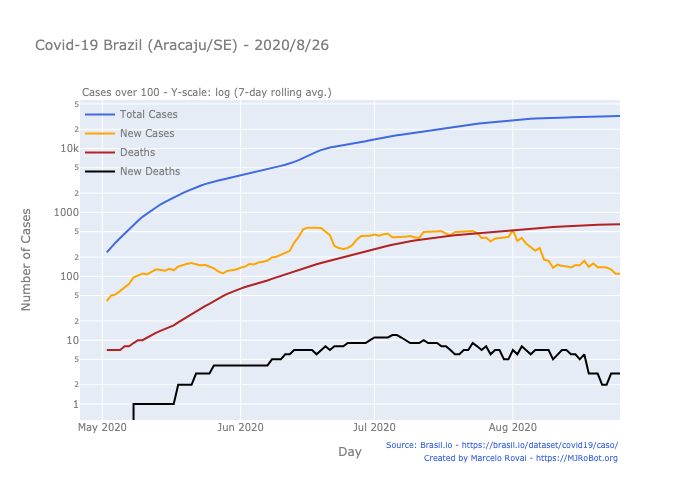 Covid-19 Brazil (Aracaju/SE) - 2020/8/26
Cases over 100 - Y-scale: log (7-day rolling avg.)
Total Cases
New Cases
Deaths
New Deaths
5
2
10k
5
2
1000
5
2
100
5
2
10
5
2
1
Number of Cases
May 2020
Jun 2020
Jul 2020
Aug 2020
Day
Source: Brasil.io - https://brasil.io/dataset/covid19/caso/
Created by Marcelo Rovai - https://MJRoBot.org